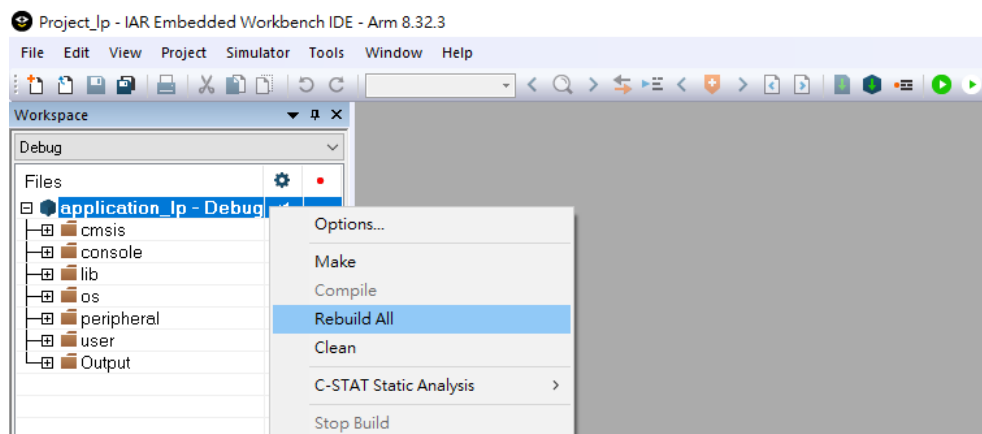 Project_lp - IAR Embedded Workbench IDE - Arm 8.32.3
File Edit View Project Simulator Tools Window Help
Workspace
Debug
Files
application_lp - Debug
cmsis
console
lib
os
peripheral
user
Output
Options...
Make
Compile
Rebuild All
Clean
C-STAT Static Analysis
Stop Build